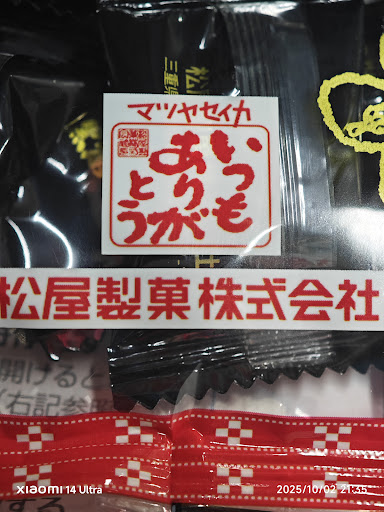 マツヤセイカ
いつも
ありが
とう
松屋製菓株式会社
開けると
(右記参照
XIAOMI 14 Ultra
2025/10/02 21:35